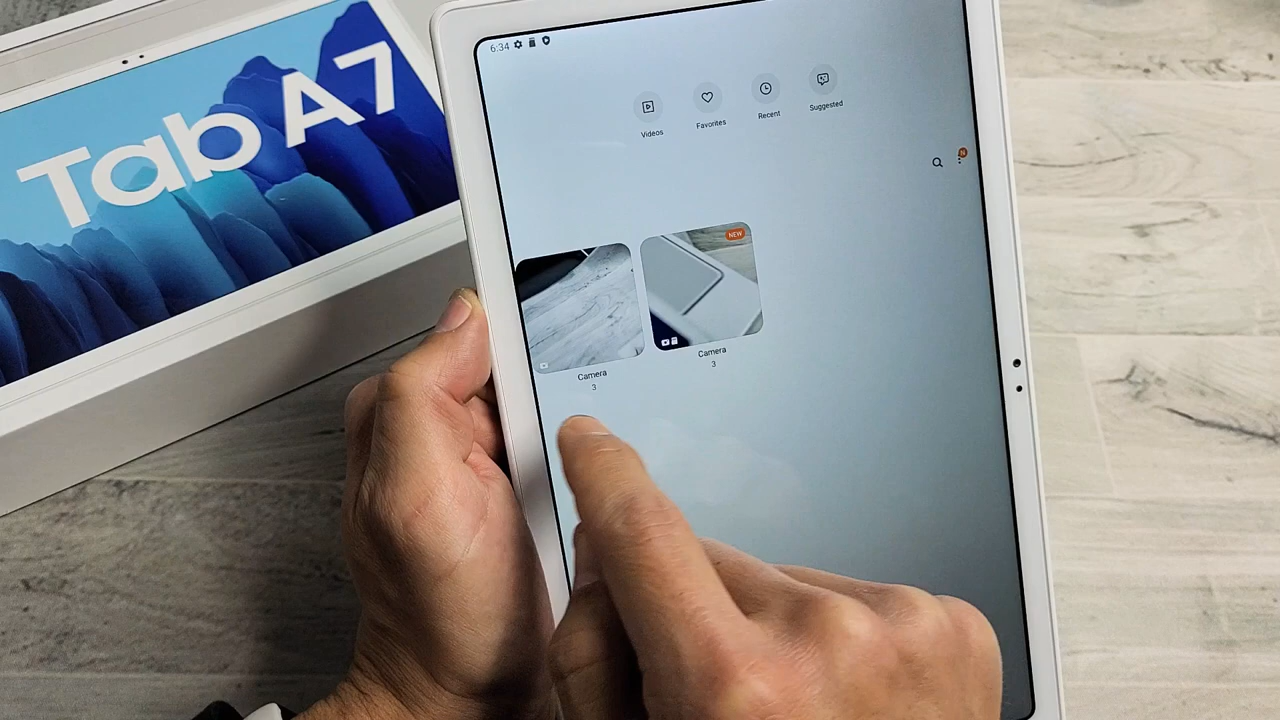 Tab A7
6:34
Videos
Favorites
Recent
Suggested
N
NEW
Camera
3
Camera
3